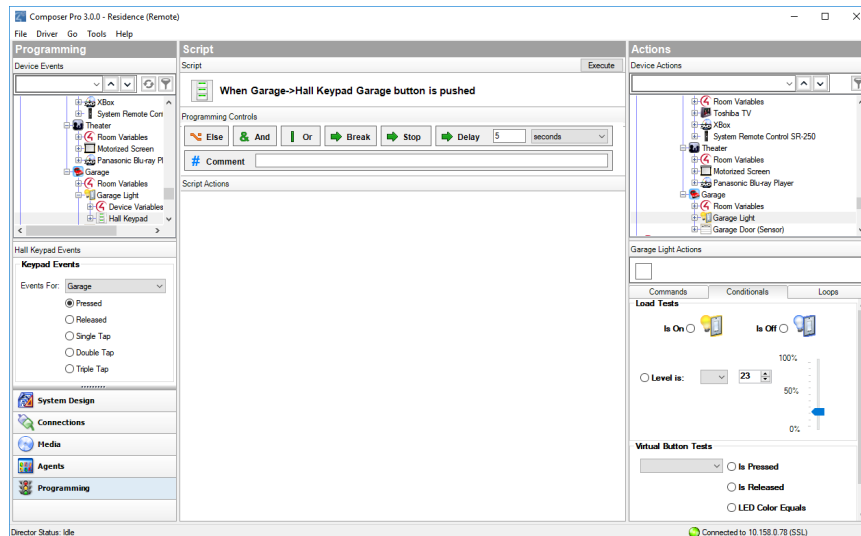 Composer Pro 3.0.0 - Residence (Remote)
File Driver Go Tools Help
Programming
Device Events
XBox
System Remote Con
Theater
Room Variables
Motorized Screen
Panasonic Blu-ray Pl
Garage
Room Variables
Garage Light
Device Variables
Hall Keypad
Hall Keypad Events
Keypad Events
Events For: Garage
Pressed
Released
Single Tap
Double Tap
Triple Tap
System Design
Connections
Media
Agents
Programming
Script
Script Execute
When Garage->Hall Keypad Garage button is pushed
Programming Controls
Else & And Or Break Stop Delay 5 seconds
# Comment
Script Actions
Actions
Device Actions
Room Variables
Toshiba TV
XBox
System Remote Control SR-250
Theater
Room Variables
Motorized Screen
Panasonic Blu-ray Player
Garage
Room Variables
Garage Light
Garage Door (Sensor)
Garage Light Actions
Commands Conditionals Loops
Load Tests
Is On Is Off
100%
Level is: 23
50%
0%
Virtual Button Tests
Is Pressed
Is Released
LED Color Equals
Director Status: Idle
Connected to 10.158.0.78 (SSL)